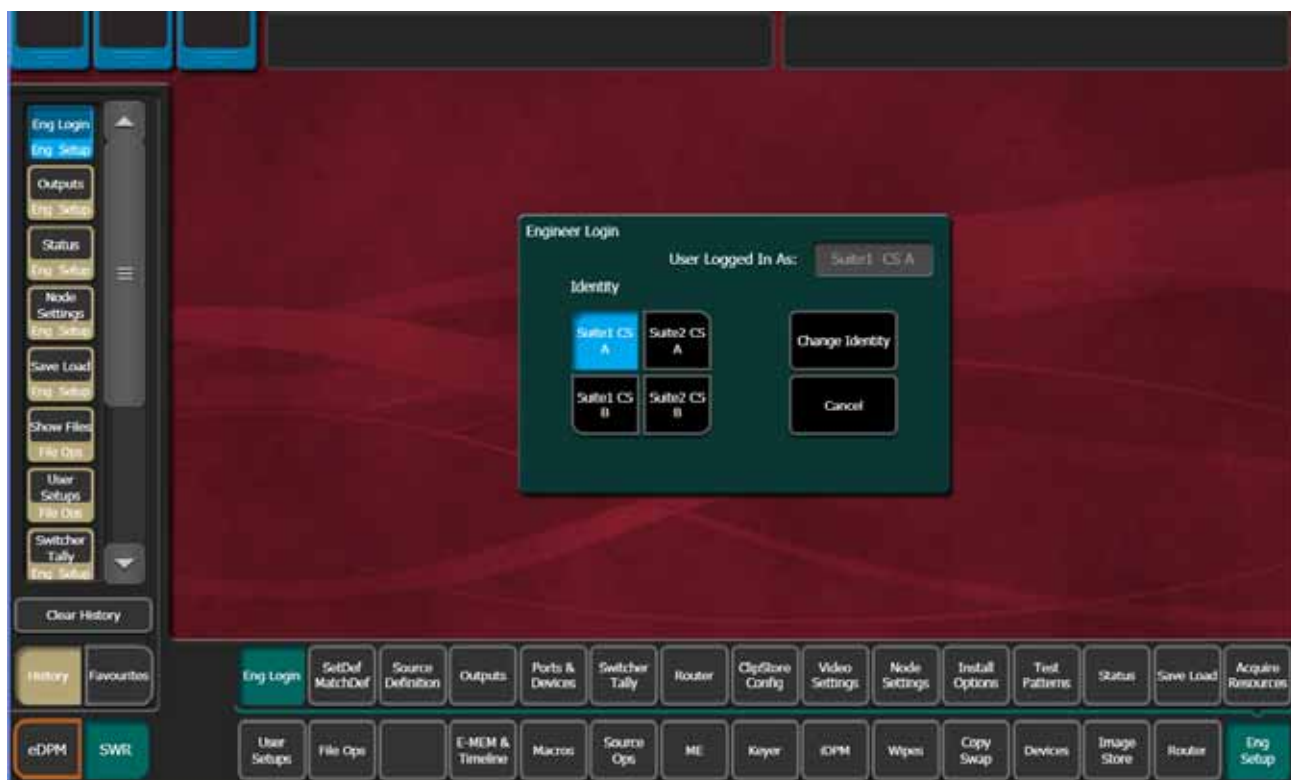 Eng Login
Eng Setup
Outputs
Eng Setup
Status
Eng Setup
Node
Settings
Eng Setup
Save Load
Eng Setup
Show Files
File Ops
User
Setups
File Ops
Switcher
Tally
Eng Setup
Clear History
History
Favourites
eDPM
SWR
Engineer Login
User Logged In As:
Suite1 CS A
Identity
Suite1 CS
A
Suite2 CS
A
Suite1 CS
B
Suite2 CS
B
Change Identity
Cancel
Eng Login
SetDef
MatchDef
Source
Definition
Outputs
Ports &
Devices
Switcher
Tally
Router
ClipStore
Config
Video
Settings
Node
Settings
Install
Options
Test
Patterns
Status
Save Load
Acquire
Resources
User
Setups
File Ops
E-MEM &
Timeline
Macros
Source
Ops
ME
Keyer
iDPM
Wipes
Copy
Swap
Devices
Image
Store
Router
Eng
Setup